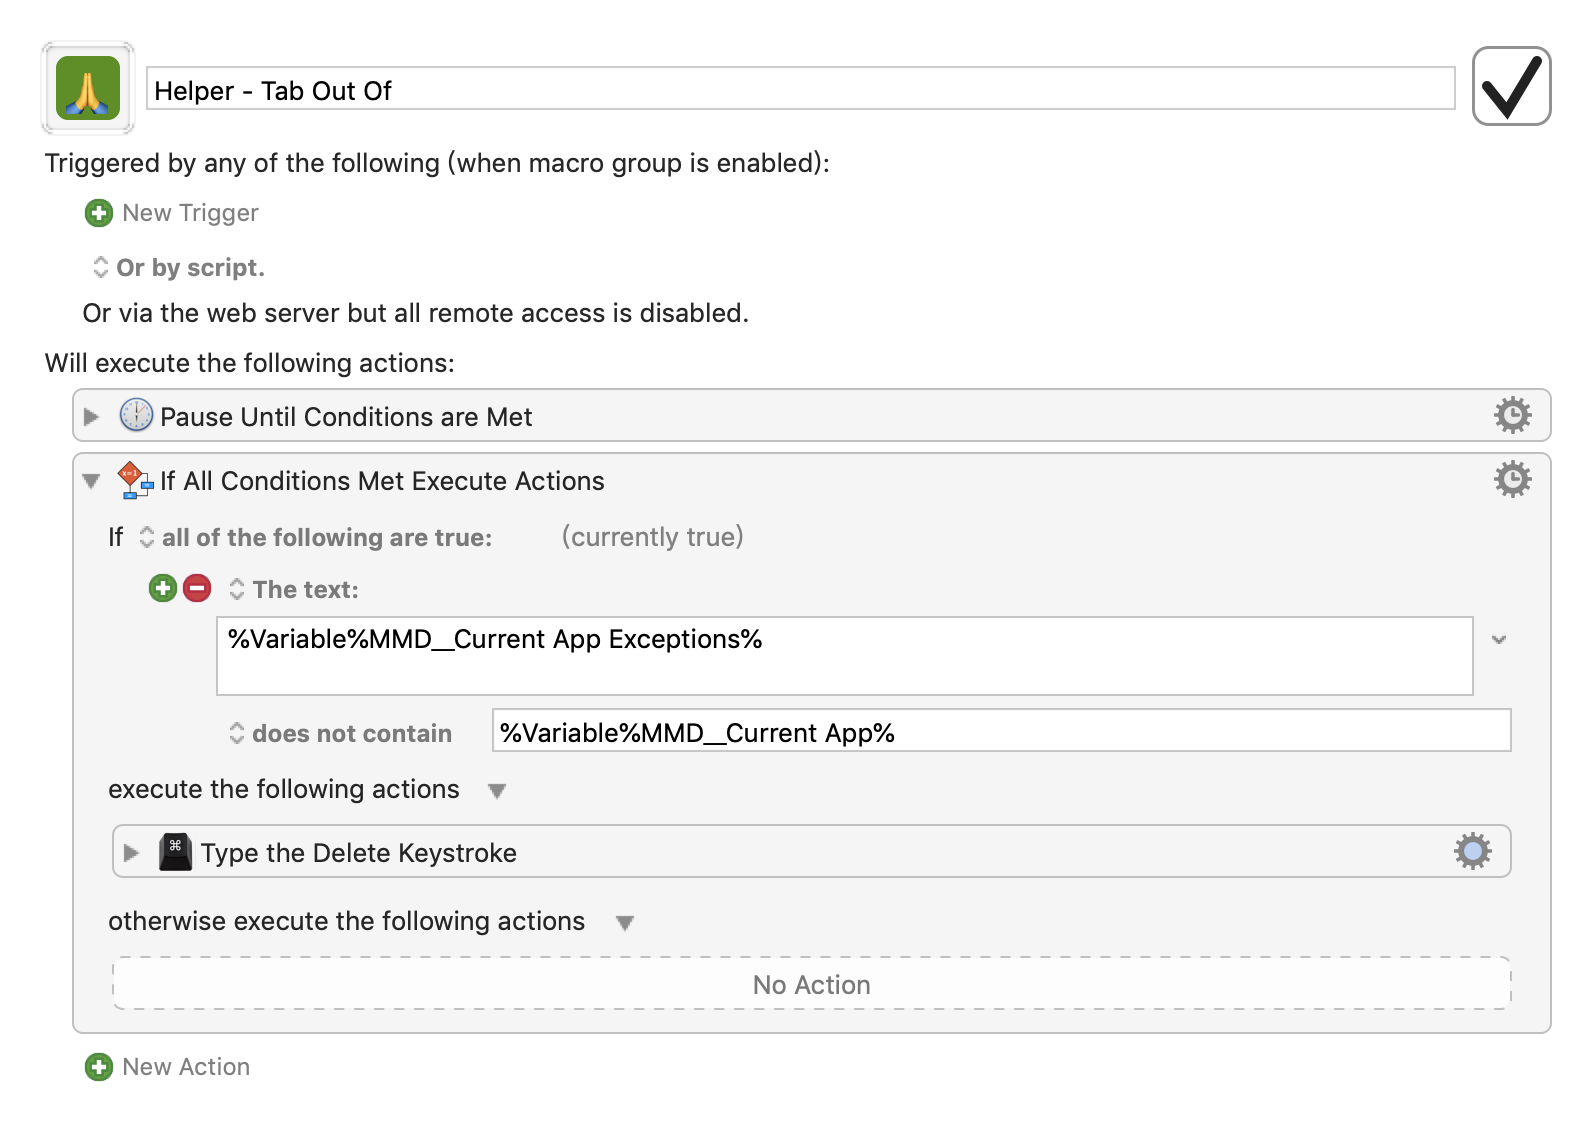 Helper - Tab Out Of
Triggered by any of the following (when macro group is enabled):
New Trigger
Or by script.
Or via the web server but all remote access is disabled.
Will execute the following actions:
Pause Until Conditions are Met
If All Conditions Met Execute Actions
If all of the following are true: (currently true)
The text:
%Variable%MMD__Current App Exceptions%
does not contain %Variable%MMD__Current App%
execute the following actions
Type the Delete Keystroke
otherwise execute the following actions
No Action
New Action